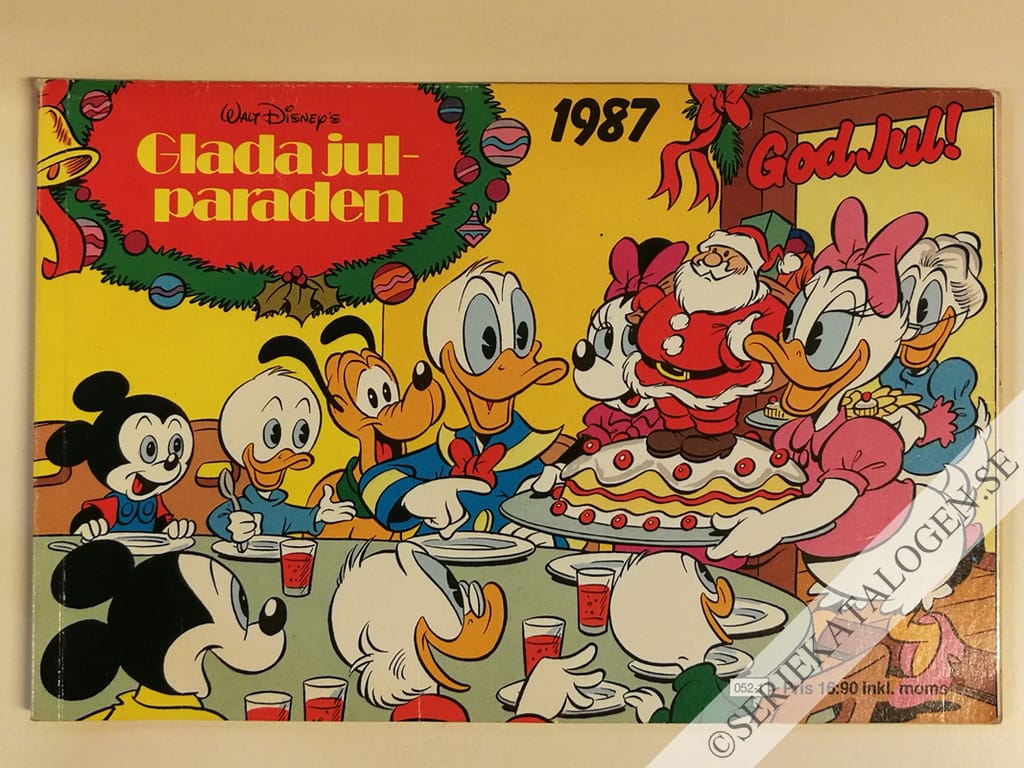 WALT DISNEY'S
Glada jul-
paraden
1987
God Jul!
Pris 16:90 inkl. moms
© SERIEKATALOGEN.SE